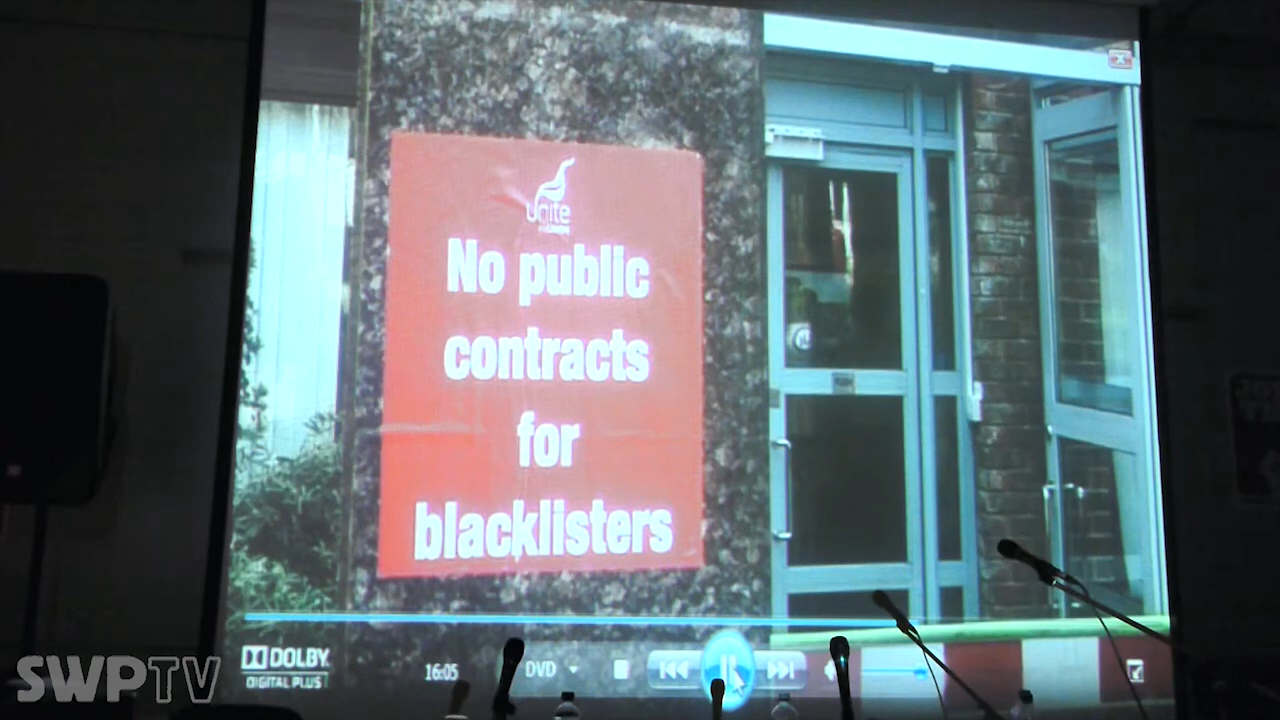 unite
No public
contracts
for
blacklisters
DOLBY
DIGITAL PLUS
16:05
DVD
SWPTV